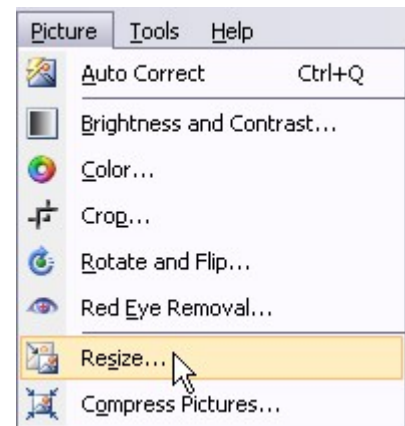 Picture Tools Help
Auto Correct Ctrl+Q
Brightness and Contrast...
Color...
Crop...
Rotate and Flip...
Red Eye Removal...
Resize...
Compress Pictures...